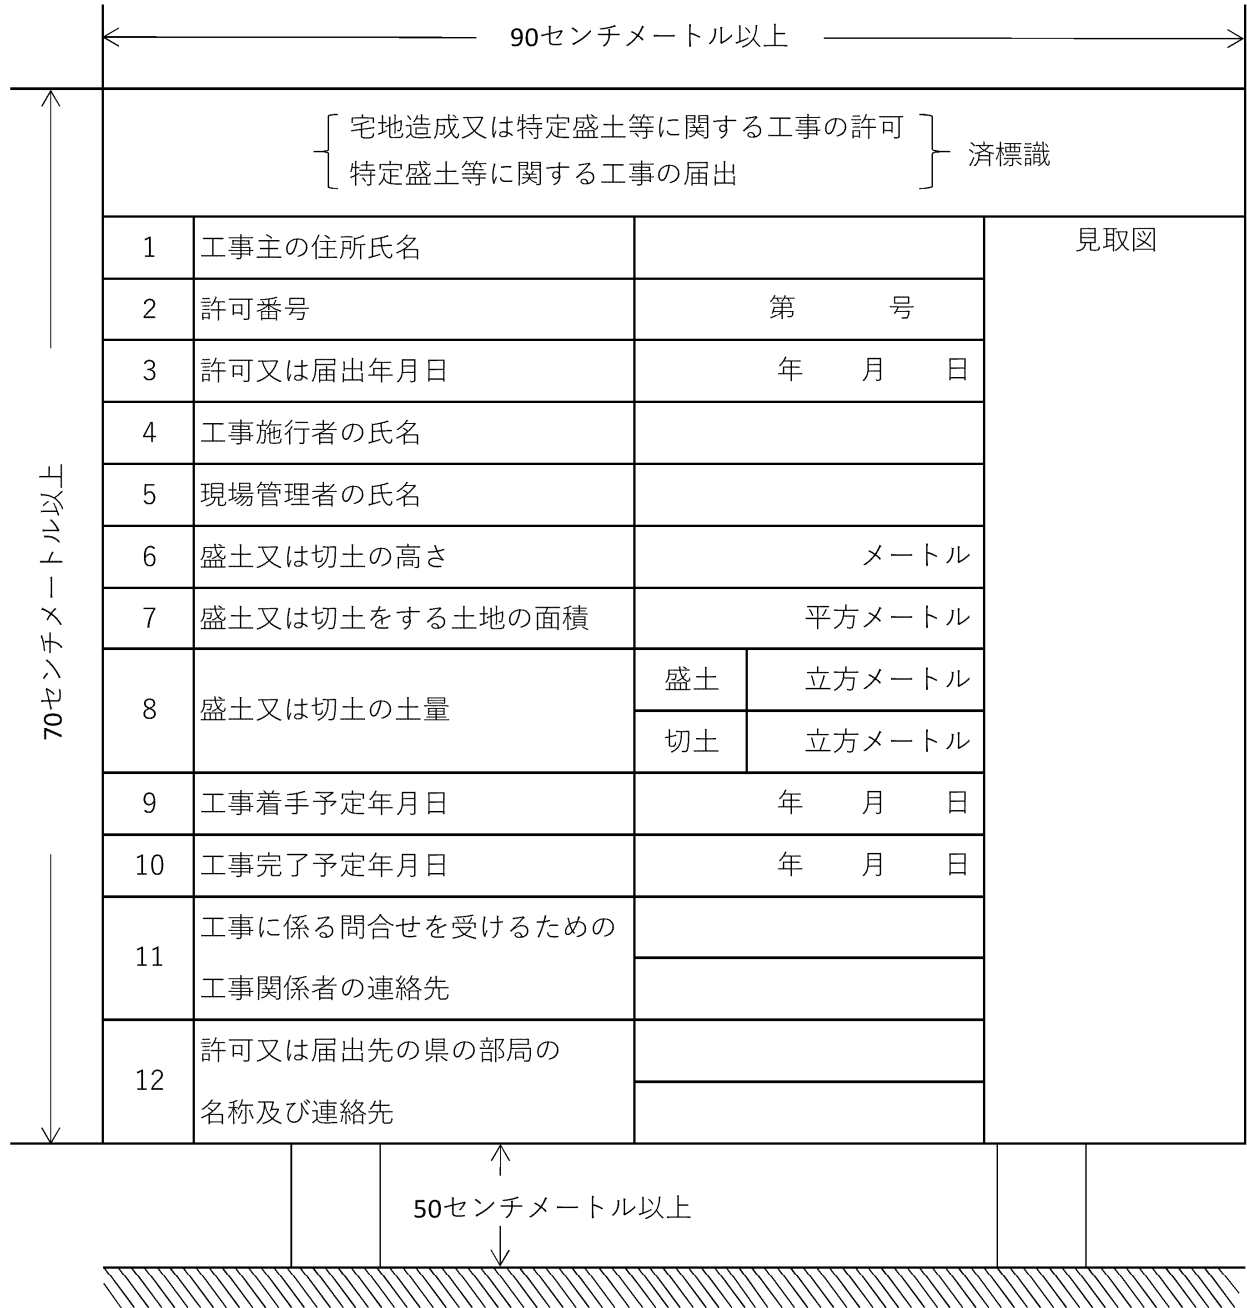 90センチメートル以上
宅地造成又は特定盛土等に関する工事の許可
特定盛土等に関する工事の届出
済標識
70センチメートル以上
見取図
1 工事主の住所氏名
2 許可番号 第 号
3 許可又は届出年月日 年 月 日
4 工事施行者の氏名
5 現場管理者の氏名
6 盛土又は切土の高さ メートル
7 盛土又は切土をする土地の面積 平方メートル
8 盛土又は切土の土量
盛土 立方メートル
切土 立方メートル
9 工事着手予定年月日 年 月 日
10 工事完了予定年月日 年 月 日
11 工事に係る問合せを受けるための
工事関係者の連絡先
12 許可又は届出先の県の部局の
名称及び連絡先
50センチメートル以上